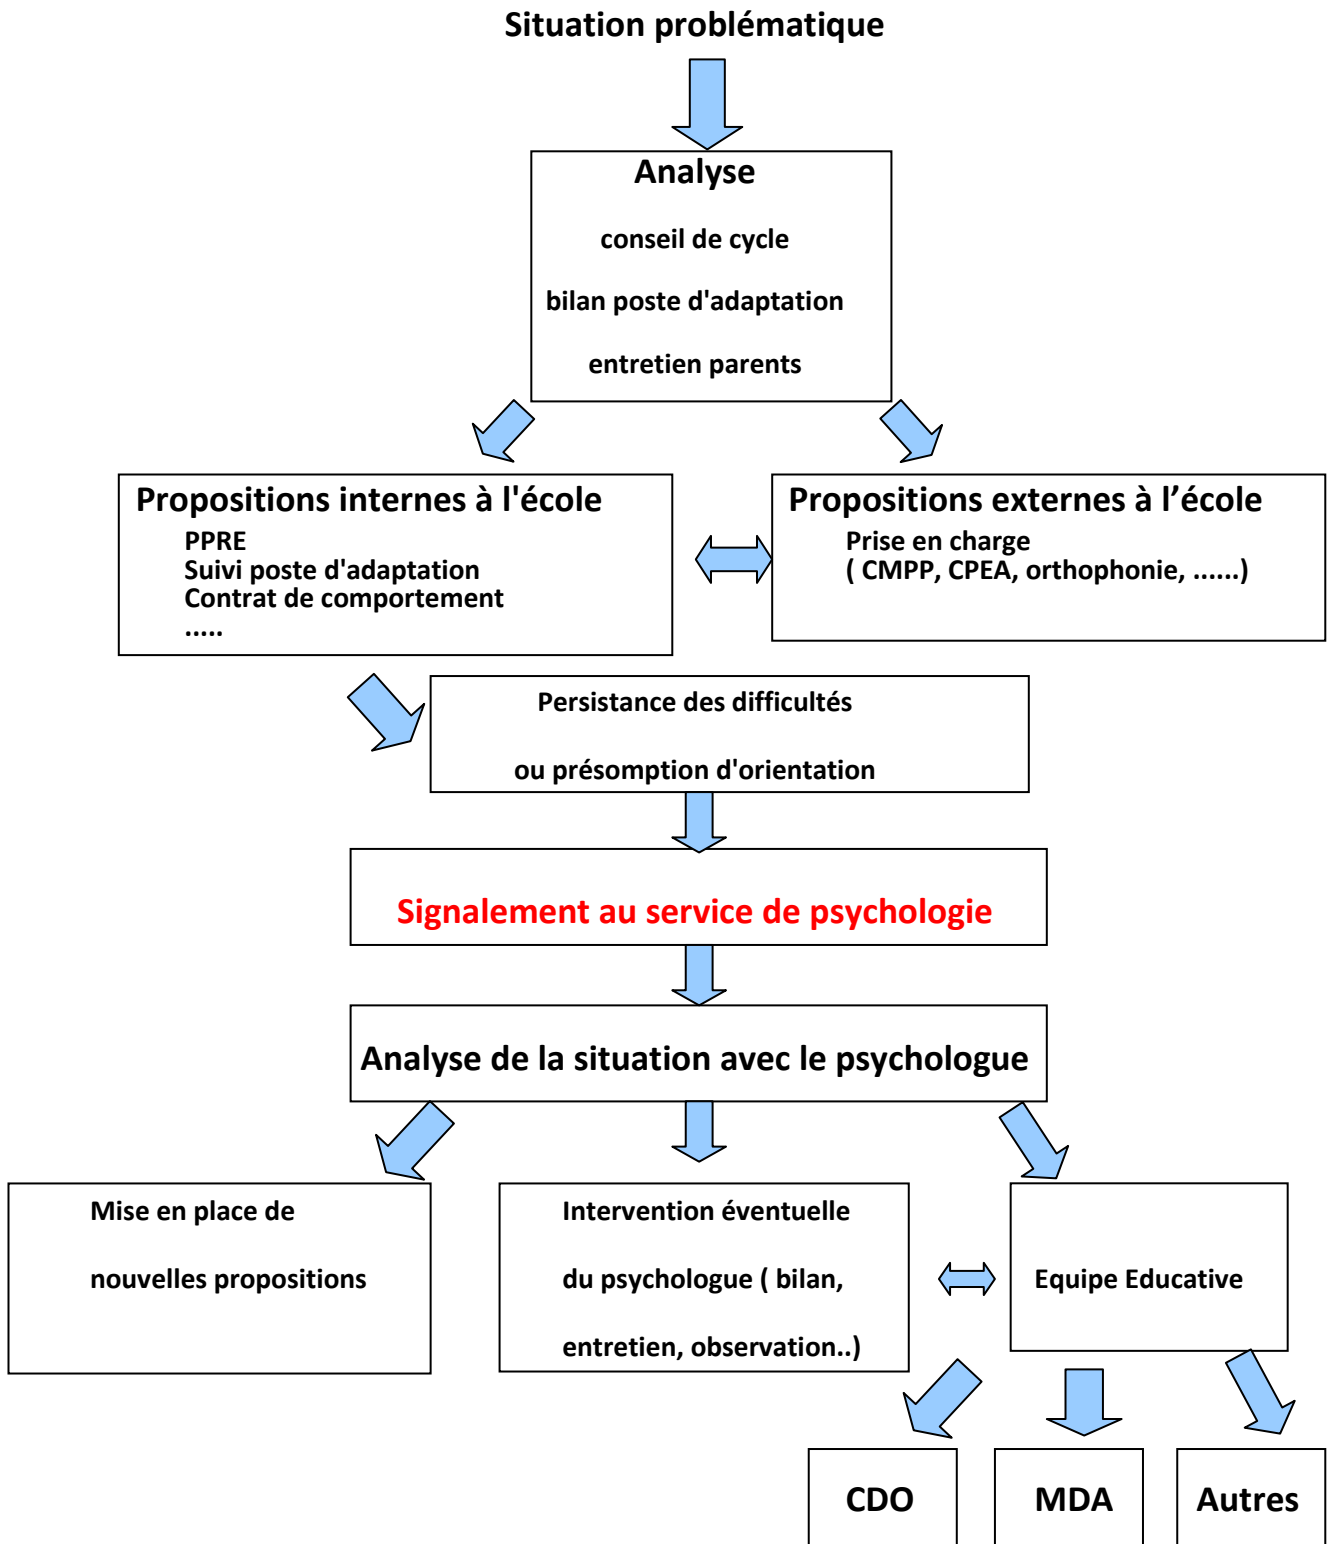 Situation problématique
Analyse
conseil de cycle
bilan poste d'adaptation
entretien parents
Propositions internes à l'école
PPRE
Suivi poste d'adaptation
Contrat de comportement
.....
Propositions externes à l’école
Prise en charge
( CMPP, CPEA, orthophonie, ......)
Persistance des difficultés
ou présomption d'orientation
Signalement au service de psychologie
Analyse de la situation avec le psychologue
Mise en place de
nouvelles propositions
Intervention éventuelle
du psychologue ( bilan,
entretien, observation..)
Equipe Educative
CDO
MDA
Autres